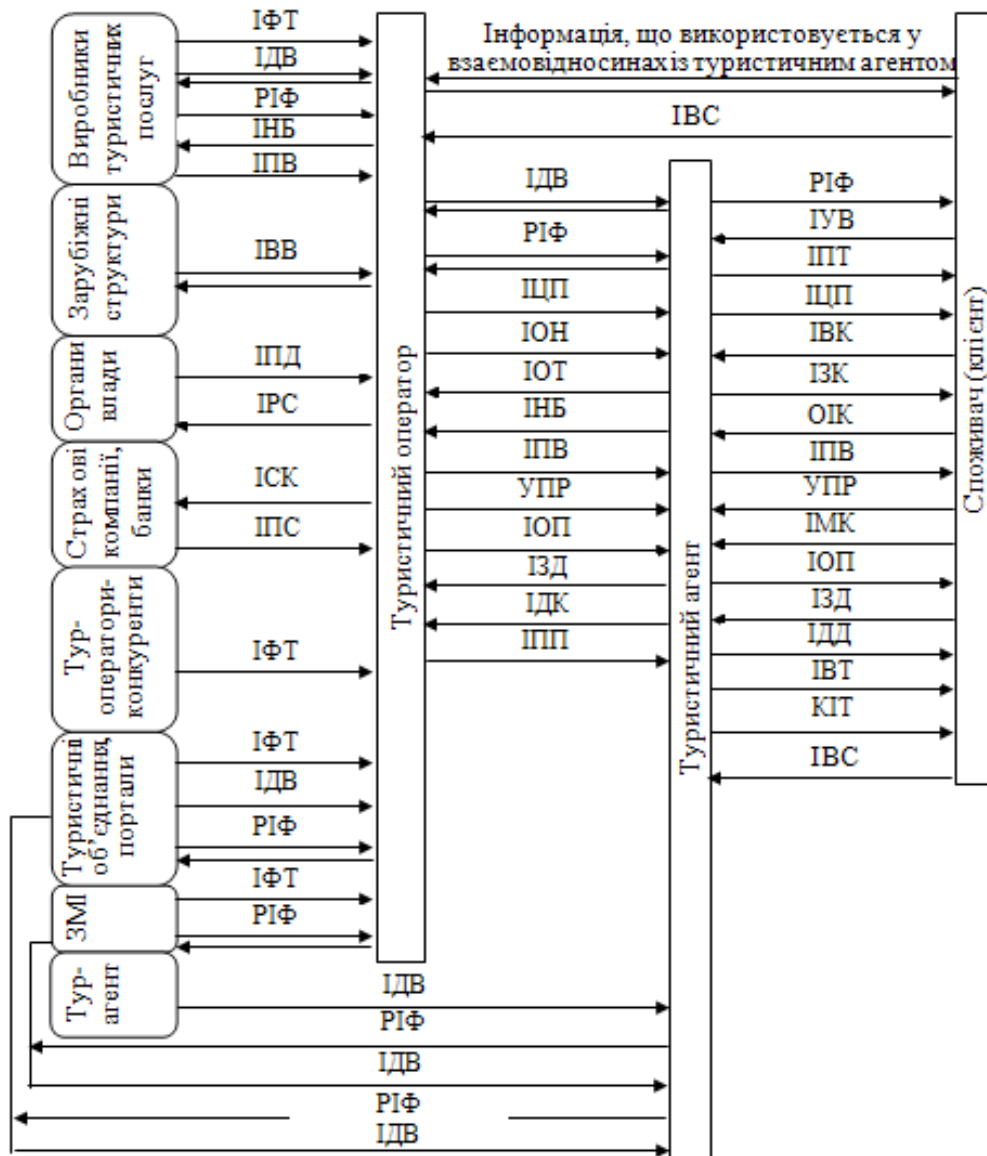 Виробники
туристичних
послуг
Зарубіжні
структури
Органи
влади
Страхові
компанії,
банки
Тур-
оператори-
конкуренти
Туристичні
об'єднання,
портали
ЗМІ
Тур-
агент
ІФТ
ІДВ
РІФ
ІНБ
ІПВ
ІВВ
ІПД
ІРС
ІСК
ІПС
ІФТ
ІФТ
ІДВ
РІФ
ІФТ
РІФ
Туристичний оператор
Інформація, що використовується у
взаємовідносинах із туристичним агентом
ІВС
ІДВ
РІФ
ІЦП
ІОН
ІОТ
ІНБ
ІПВ
УПР
ІОП
ІЗД
ІДК
ІПП
Туристичний агент
РІФ
ІУВ
ІПТ
ІЦП
ІВК
ІЗК
ОІК
ІПВ
УПР
ІМК
ІОП
ІЗД
ІДД
ІВТ
КІТ
ІВС
Споживач (клієнт)
ІДВ
РІФ
ІДВ
РІФ
ІДВ